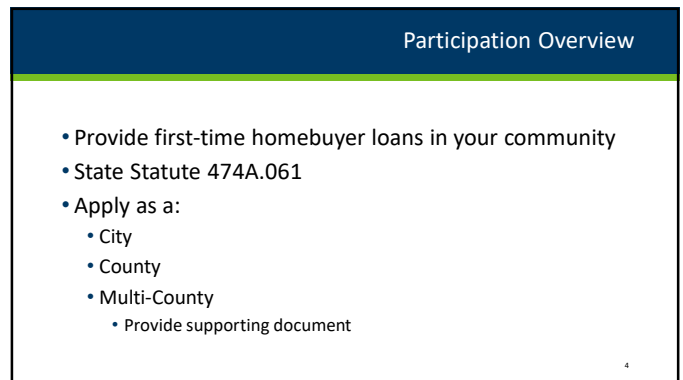 Participation Overview
• Provide first-time homebuyer loans in your community
• State Statute 474A.061
• Apply as a:
• City
• County
• Multi-County
• Provide supporting document
4